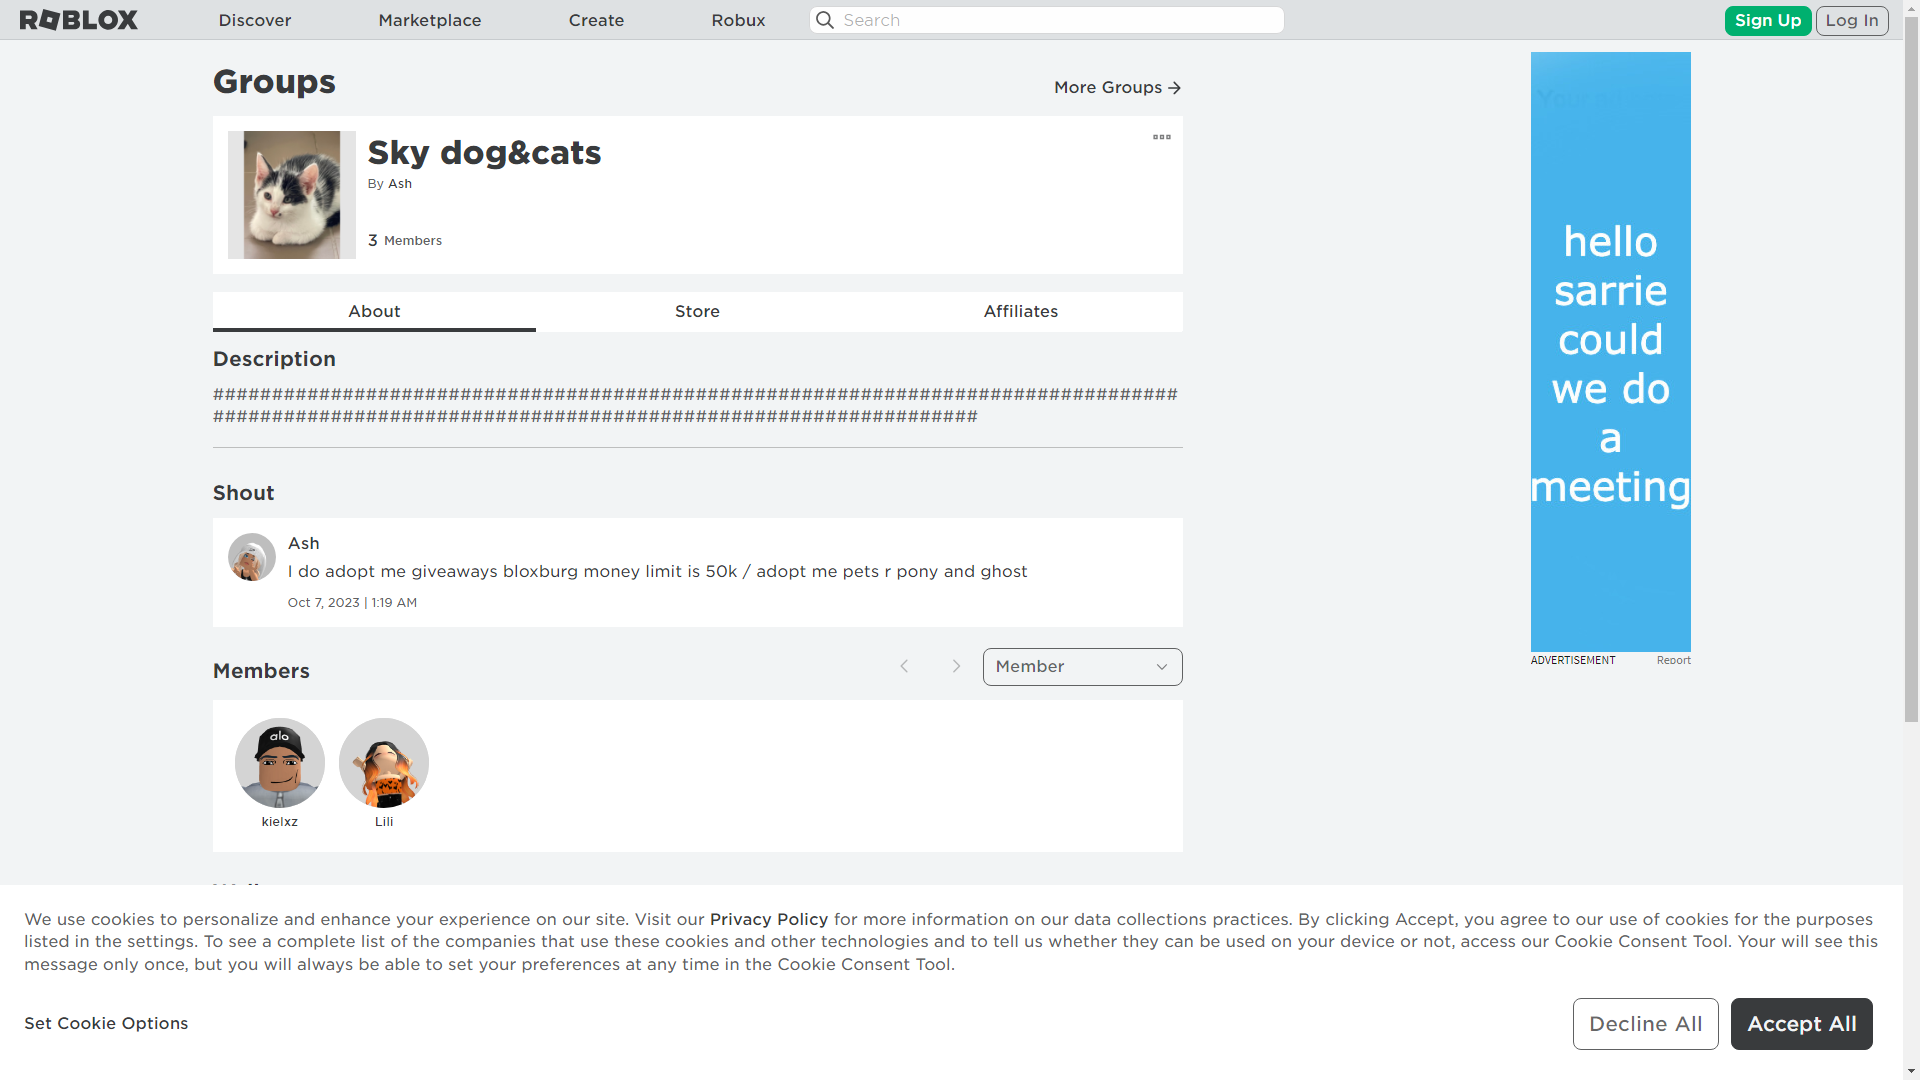 ROBLOX
Discover
Marketplace
Create
Robux
Search
Sign Up
Log In
Groups
More Groups
Sky dog&cats
By Ash
3 Members
About
Store
Affiliates
Description
##################################################################################
#################################################################
Shout
Ash
I do adopt me giveaways bloxburg money limit is 50k / adopt me pets r pony and ghost
Oct 7, 2023 | 1:19 AM
Members
Member
alo
kielxz
Lili
hello
sarrie
could
we do
a
meeting
ADVERTISEMENT
Report
We use cookies to personalize and enhance your experience on our site. Visit our Privacy Policy for more information on our data collections practices. By clicking Accept, you agree to our use of cookies for the purposes
listed in the settings. To see a complete list of the companies that use these cookies and other technologies and to tell us whether they can be used on your device or not, access our Cookie Consent Tool. Your will see this
message only once, but you will always be able to set your preferences at any time in the Cookie Consent Tool.
Set Cookie Options
Decline All
Accept All